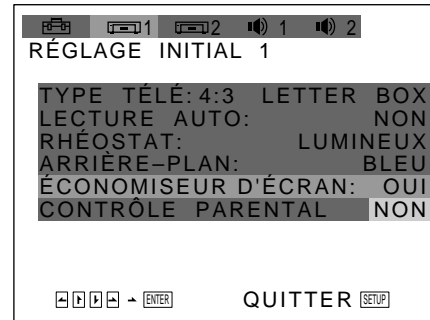 1 2 1 2
RÉGLAGE INITIAL 1
TYPE TÉLÉ: 4:3 LETTER BOX
LECTURE AUTO: NON
RHÉOSTAT: LUMINEUX
ARRIÈRE–PLAN: BLEU
ÉCONOMISEUR D'ÉCRAN: OUI
CONTRÔLE PARENTAL NON
ENTER QUITTER SETUP